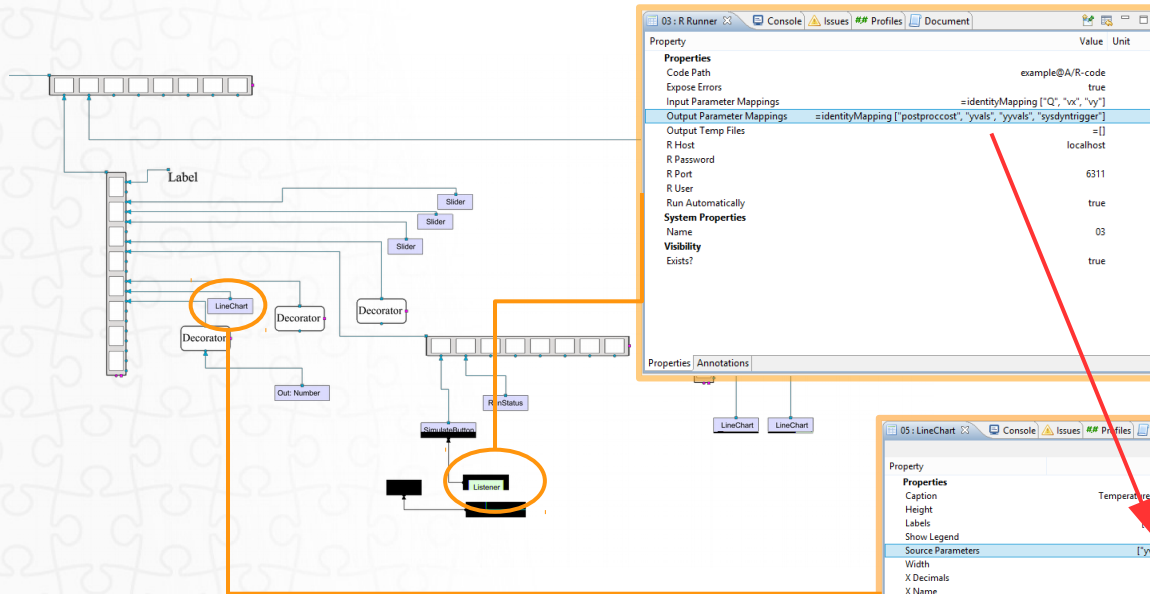 03 : R Runner Console Issues Profiles Document
Property Value Unit
Properties
Code Path example@A/R-code
Expose Errors true
Input Parameter Mappings =identityMapping ["Q", "vx", "vy"]
Output Parameter Mappings =identityMapping ["postproccost", "yvals", "yyvals", "sysdyntrigger"]
Output Temp Files =[]
R Host localhost
R Password
R Port 6311
R User
Run Automatically true
System Properties
Name 03
Visibility
Exists? true
Properties Annotations
Label
Slider
Slider
Slider
LineChart
Decorator
Decorator
Decorator
Out: Number
RunStatus
SimulateButton
Listener
LineChart LineChart
05 : LineChart Console Issues Profiles
Property
Properties
Caption Temperature
Height
Labels
Show Legend
Source Parameters
Width
X Decimals
X Name